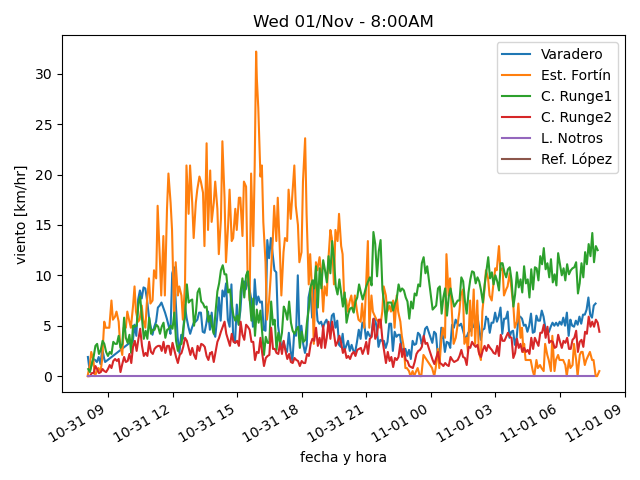 Wed 01/Nov - 8:00AM
Varadero
Est. Fortín
C. Runge1
C. Runge2
L. Notros
Ref. López
viento [km/hr]
30
25
20
15
10
5
0
10-31 09
10-31 12
10-31 15
10-31 18
10-31 21
11-01 00
11-01 03
11-01 06
11-01 09
fecha y hora